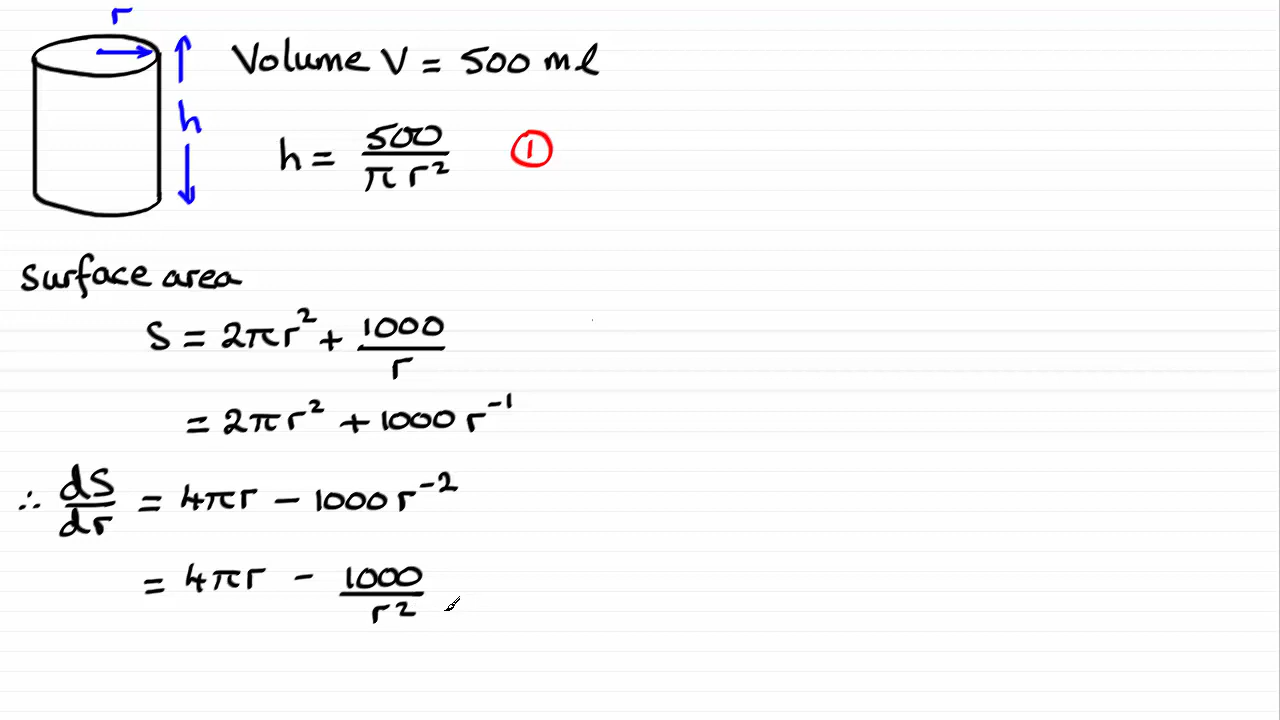 r
h
Volume V = 500 ml
h = 500/(πr²) ①
Surface area
S = 2πr² + 1000/r
= 2πr² + 1000r⁻¹
∴ dS/dr = 4πr − 1000r⁻²
= 4πr − 1000/r²